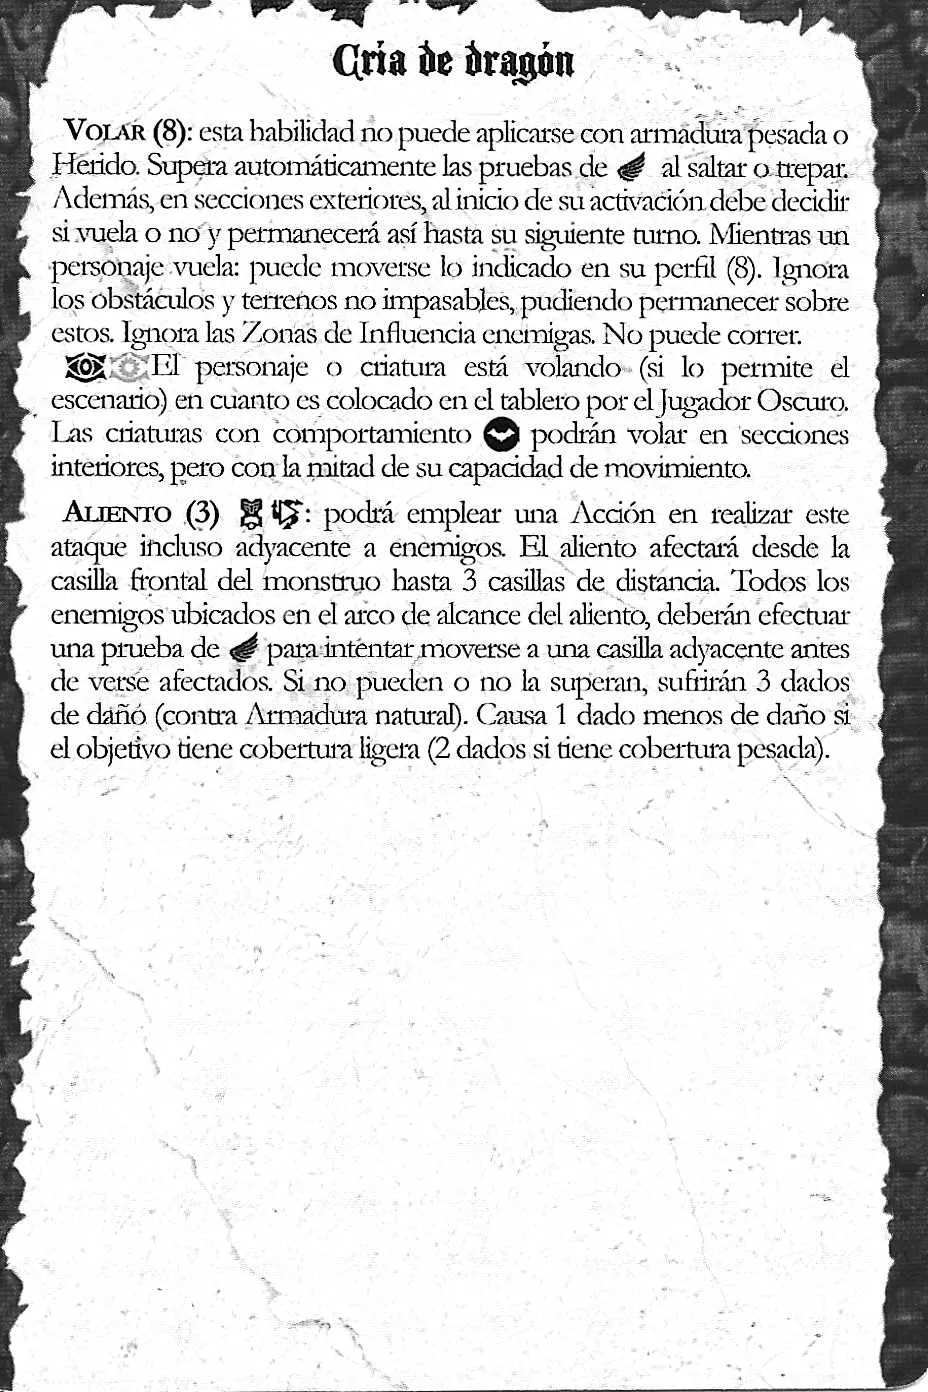 Cría de dragón
VOLAR (8): esta habilidad no puede aplicarse con armadura pesada o
Herido. Supera automáticamente las pruebas de al saltar o trepar.
Además, en secciones exteriores, al inicio de su activación debe decidir
si vuela o no y permanecerá así hasta su siguiente turno. Mientras un
personaje vuela: puede moverse lo indicado en su perfil (8). Ignora
los obstáculos y terrenos no impasables, pudiendo permanecer sobre
estos. Ignora las Zonas de Influencia enemigas. No puede correr.
El personaje o criatura está volando (si lo permite el
escenario) en cuanto es colocado en el tablero por el Jugador Oscuro.
Las criaturas con comportamiento podrán volar en secciones
interiores, pero con la mitad de su capacidad de movimiento.
ALIENTO (3) : podrá emplear una Acción en realizar este
ataque incluso adyacente a enemigos. El aliento afectará desde la
casilla frontal del monstruo hasta 3 casillas de distancia. Todos los
enemigos ubicados en el arco de alcance del aliento, deberán efectuar
una prueba de para intentar moverse a una casilla adyacente antes
de verse afectados. Si no pueden o no la superan, sufrirán 3 dados
de daño (contra Armadura natural). Causa 1 dado menos de daño si
el objetivo tiene cobertura ligera (2 dados si tiene cobertura pesada).